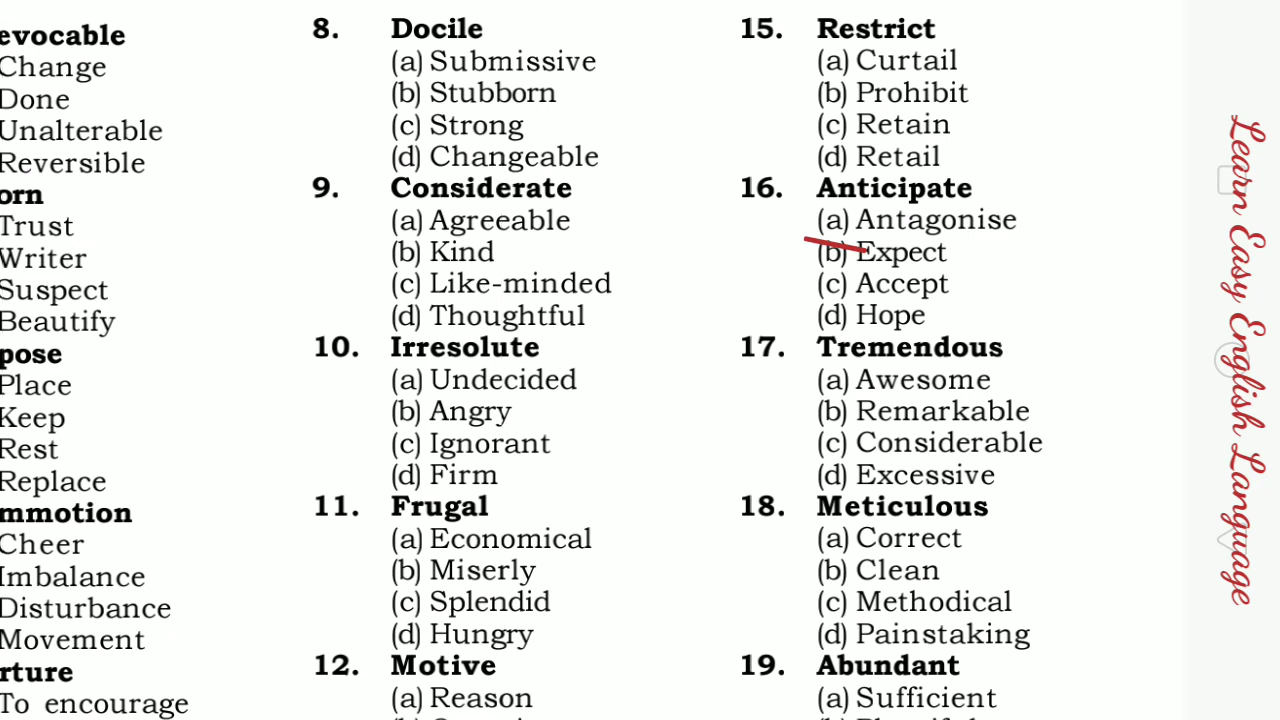 evocable
Change
Done
Unalterable
Reversible
orn
Trust
Writer
Suspect
Beautify
pose
Place
Keep
Rest
Replace
mmotion
Cheer
Imbalance
Disturbance
Movement
rture
To encourage
8. Docile
(a) Submissive
(b) Stubborn
(c) Strong
(d) Changeable
9. Considerate
(a) Agreeable
(b) Kind
(c) Like-minded
(d) Thoughtful
10. Irresolute
(a) Undecided
(b) Angry
(c) Ignorant
(d) Firm
11. Frugal
(a) Economical
(b) Miserly
(c) Splendid
(d) Hungry
12. Motive
(a) Reason
15. Restrict
(a) Curtail
(b) Prohibit
(c) Retain
(d) Retail
16. Anticipate
(a) Antagonise
(b) Expect
(c) Accept
(d) Hope
17. Tremendous
(a) Awesome
(b) Remarkable
(c) Considerable
(d) Excessive
18. Meticulous
(a) Correct
(b) Clean
(c) Methodical
(d) Painstaking
19. Abundant
(a) Sufficient
Learn Easy English Language